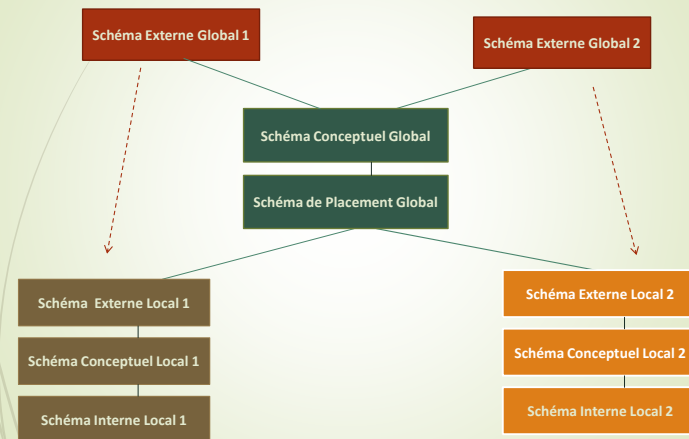 Schéma Externe Global 1
Schéma Externe Global 2
Schéma Conceptuel Global
Schéma de Placement Global
Schéma Externe Local 1
Schéma Externe Local 2
Schéma Conceptuel Local 1
Schéma Conceptuel Local 2
Schéma Interne Local 1
Schéma Interne Local 2